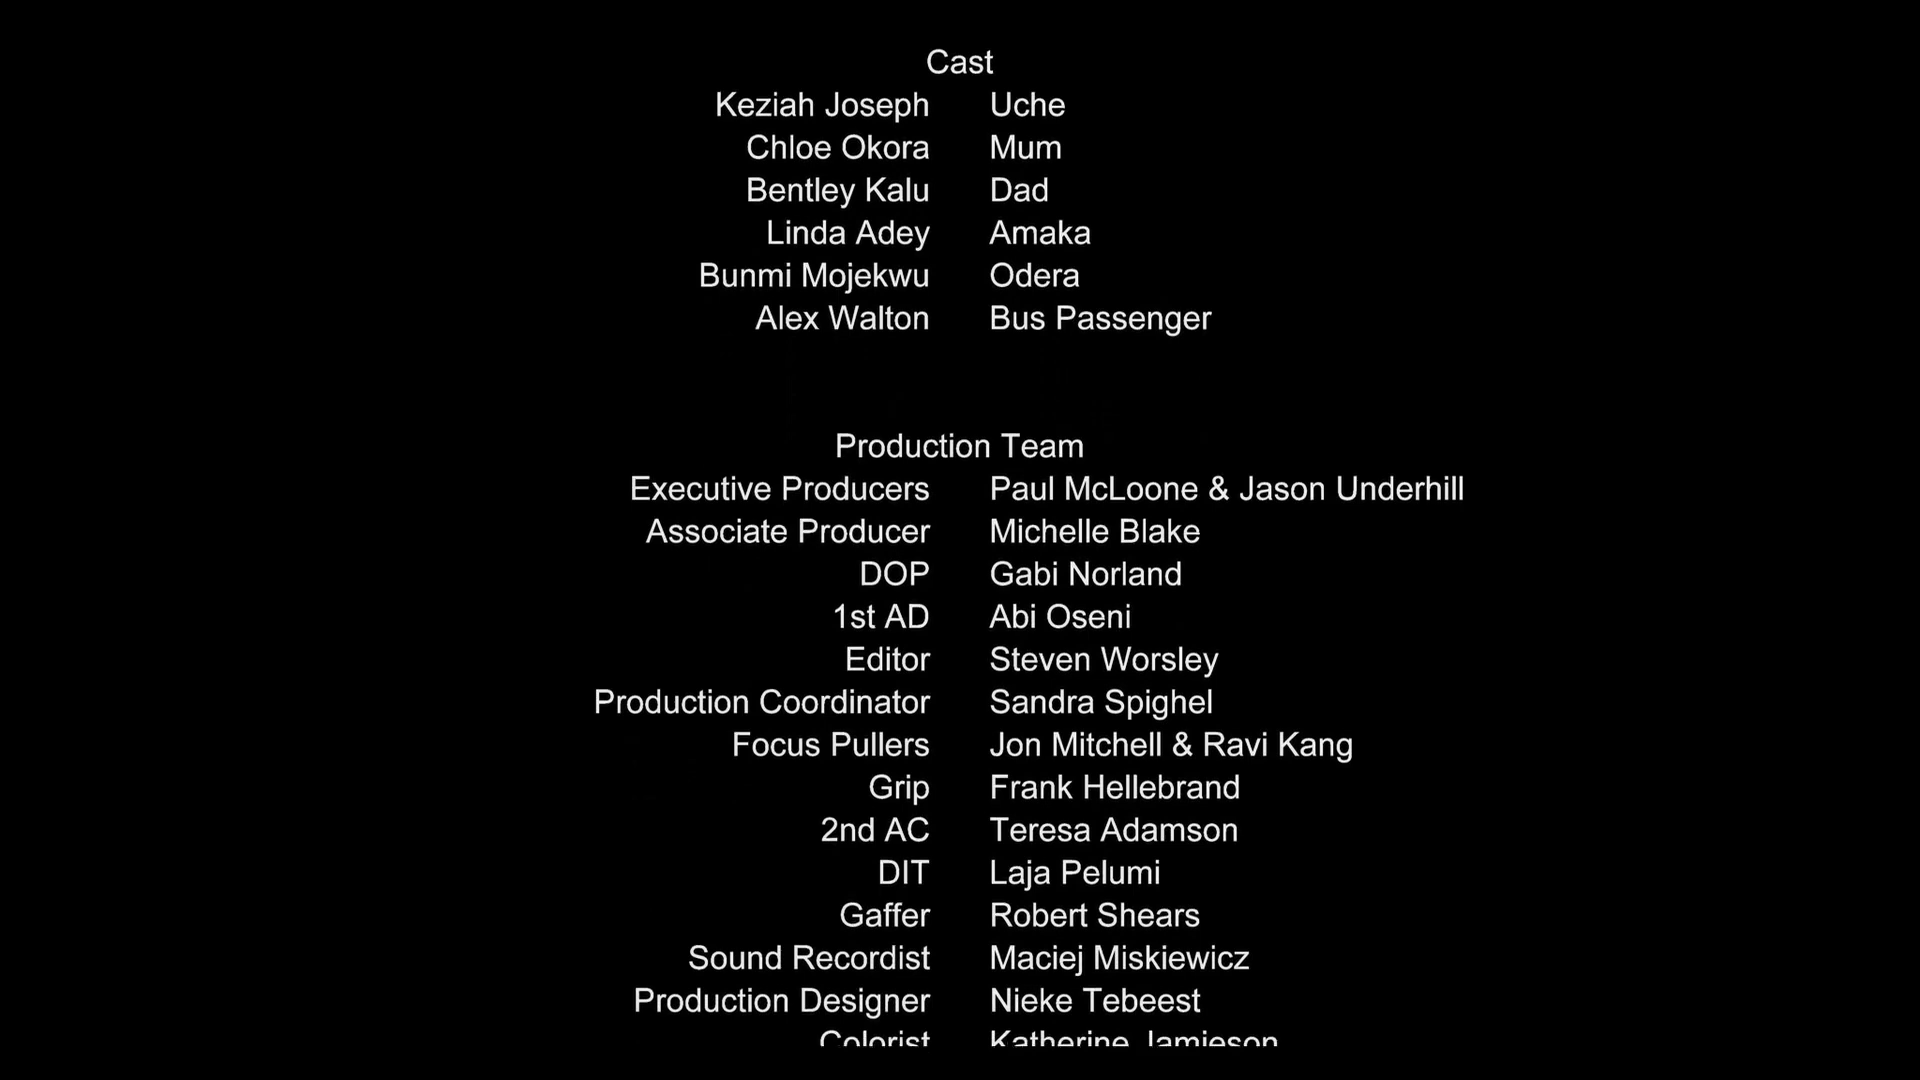 Cast
Keziah Joseph Uche
Chloe Okora Mum
Bentley Kalu Dad
Linda Adey Amaka
Bunmi Mojekwu Odera
Alex Walton Bus Passenger
Production Team
Executive Producers Paul McLoone & Jason Underhill
Associate Producer Michelle Blake
DOP Gabi Norland
1st AD Abi Oseni
Editor Steven Worsley
Production Coordinator Sandra Spighel
Focus Pullers Jon Mitchell & Ravi Kang
Grip Frank Hellebrand
2nd AC Teresa Adamson
DIT Laja Pelumi
Gaffer Robert Shears
Sound Recordist Maciej Miskiewicz
Production Designer Nieke Tebeest
Colorist Katherine Jamieson